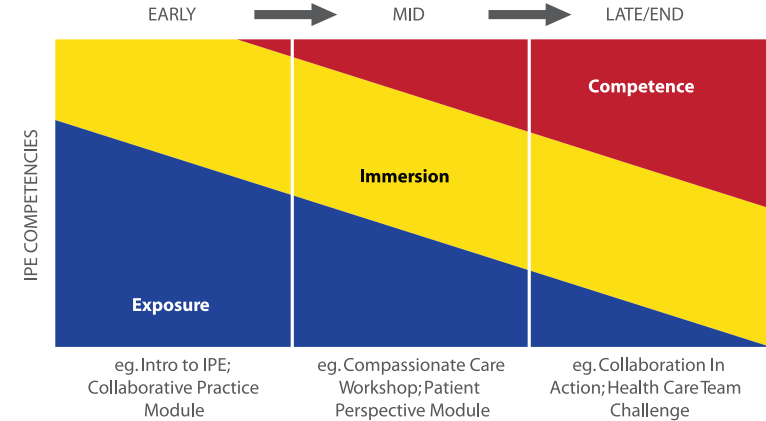 EARLY
MID
LATE/END
IPE COMPETENCIES
Competence
Immersion
Exposure
eg. Intro to IPE;
Collaborative Practice
Module
eg. Compassionate Care
Workshop; Patient
Perspective Module
eg. Collaboration In
Action; Health Care Team
Challenge